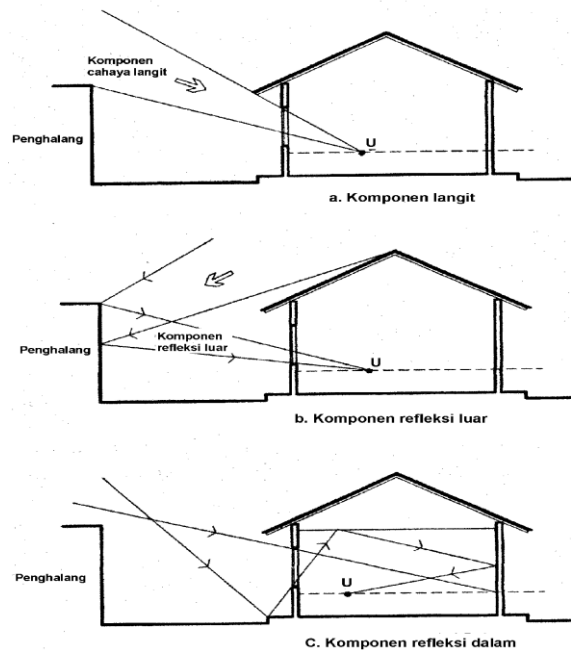 Komponen
cahaya langit
Penghalang
U
a. Komponen langit
Komponen
refleksi luar
Penghalang
U
b. Komponen refleksi luar
Penghalang
U
C. Komponen refleksi dalam